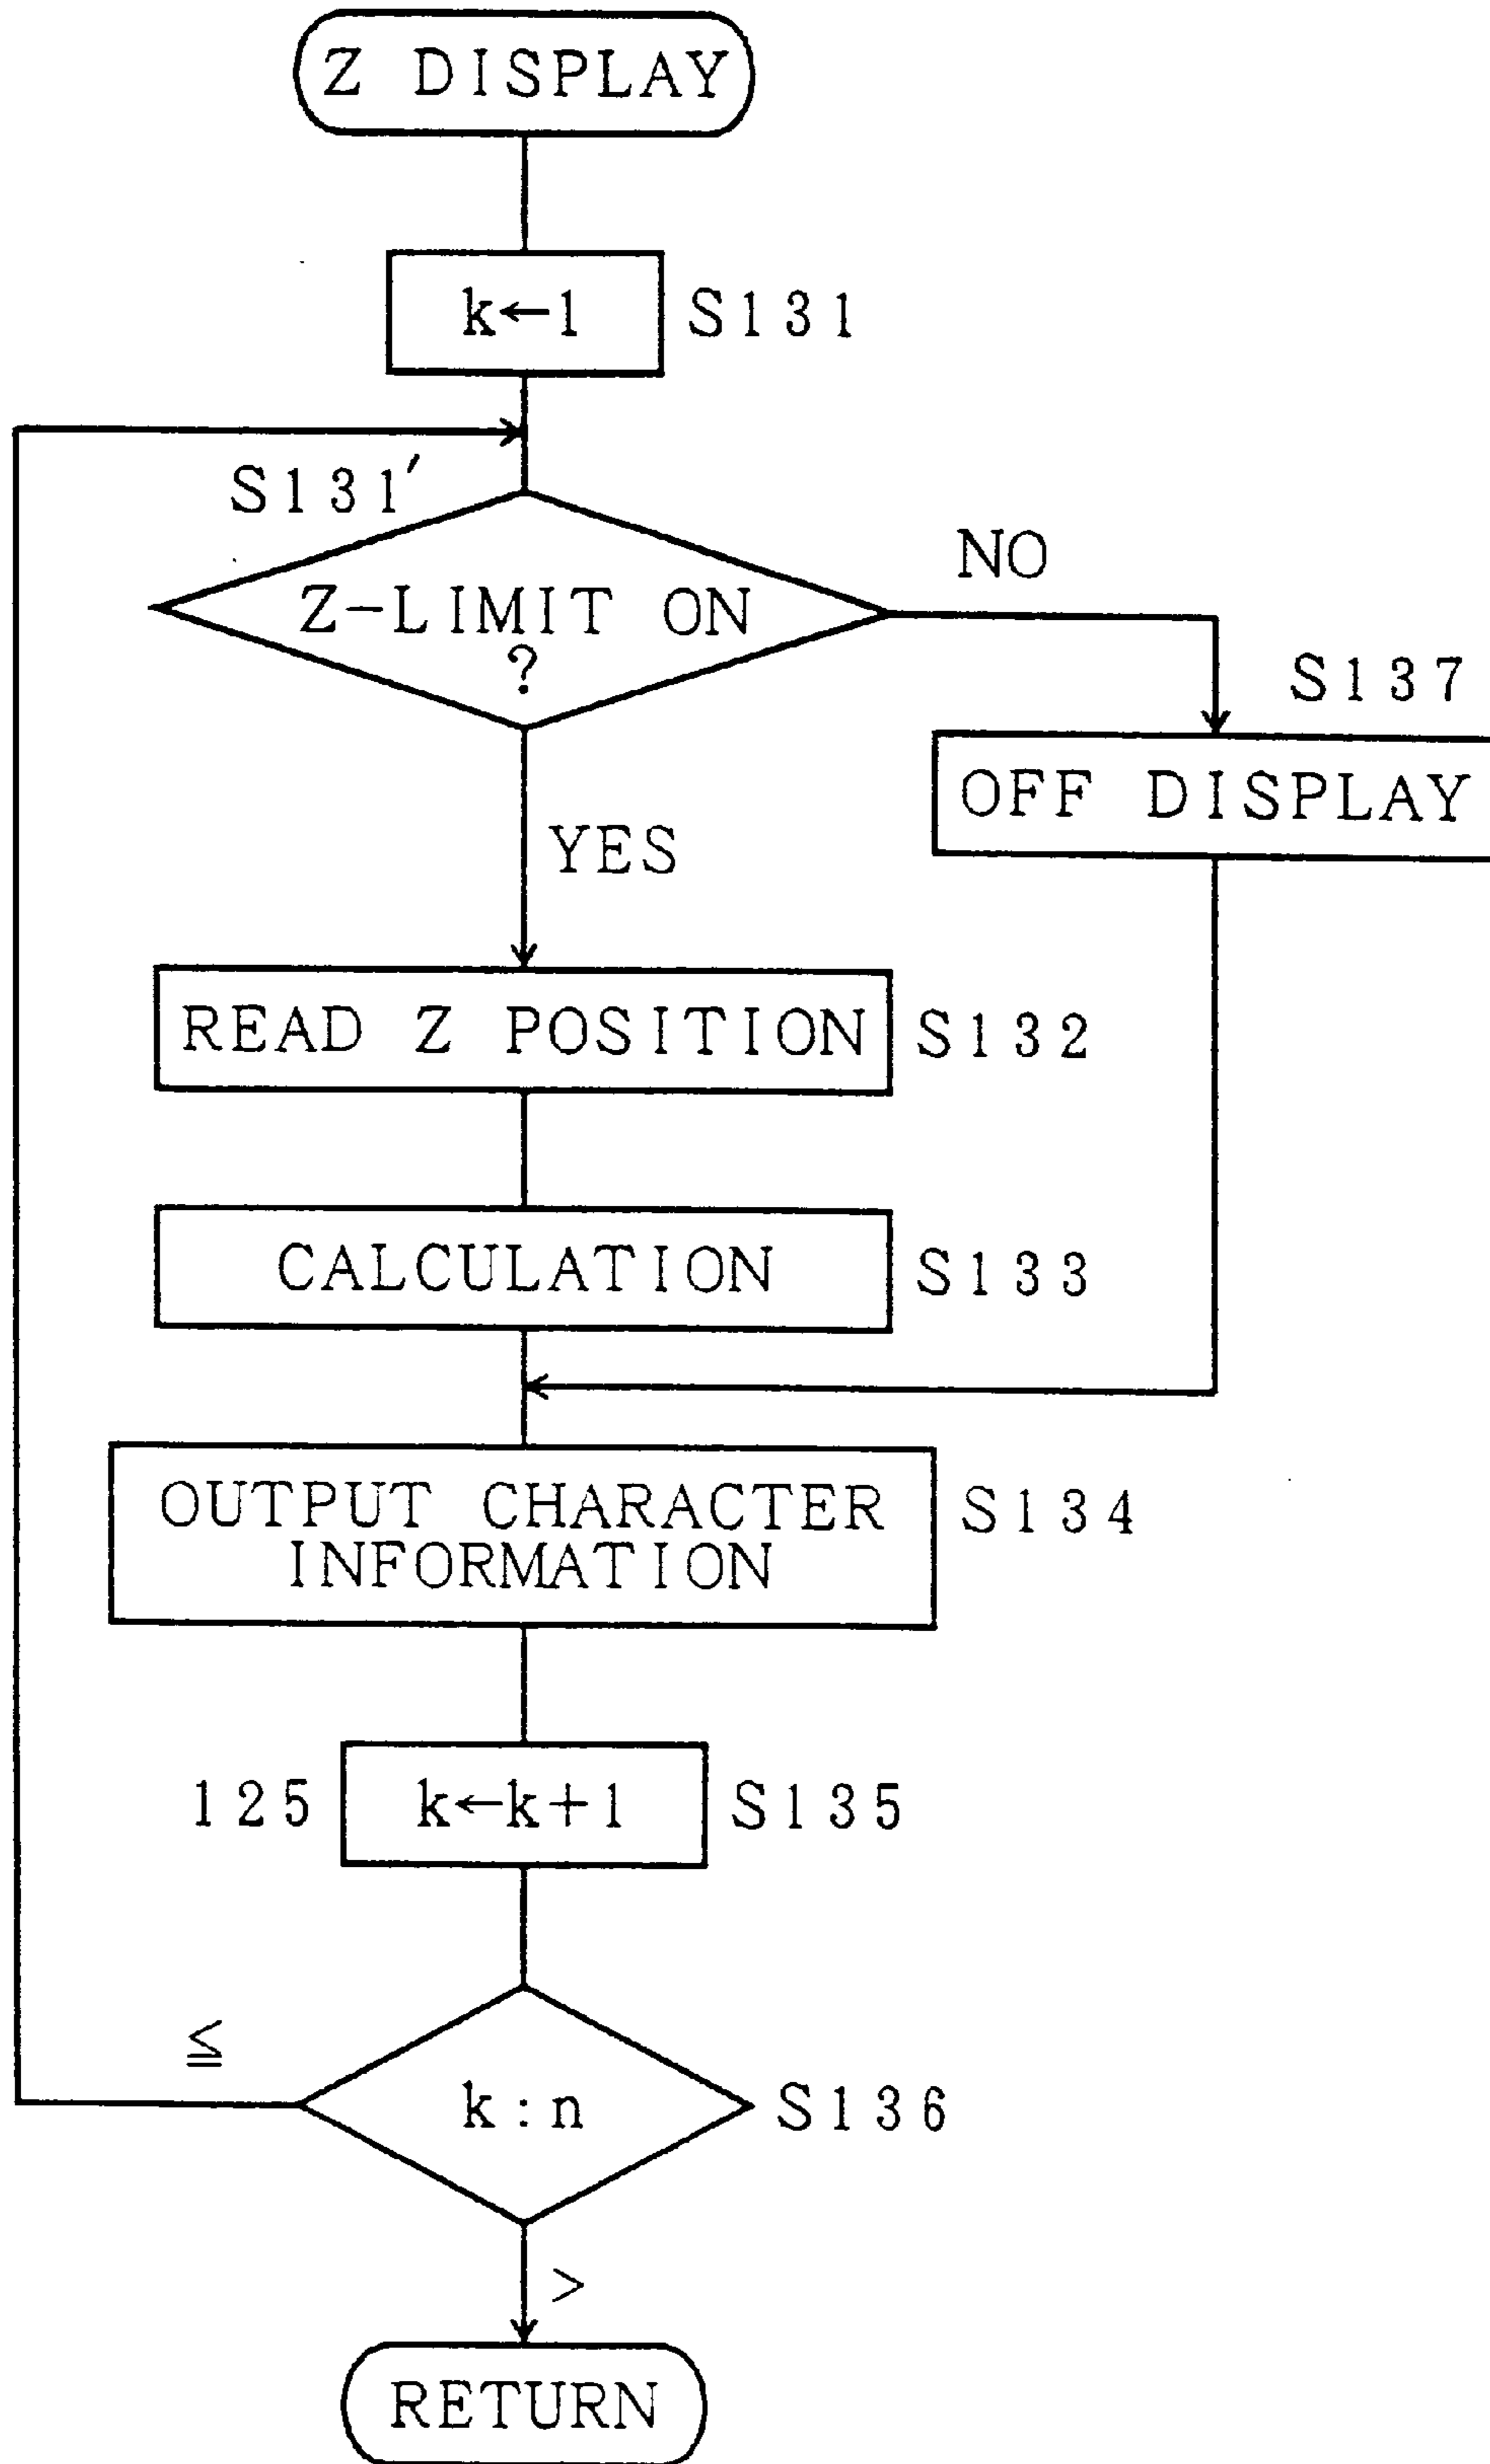 Z DISPLAY
k←1 S131
S131'
Z-LIMIT ON
?
NO
S137
OFF DISPLAY
YES
READ Z POSITION S132
CALCULATION S133
OUTPUT CHARACTER S134
INFORMATION
125 k←k+1 S135
≦
k:n S136
>
RETURN